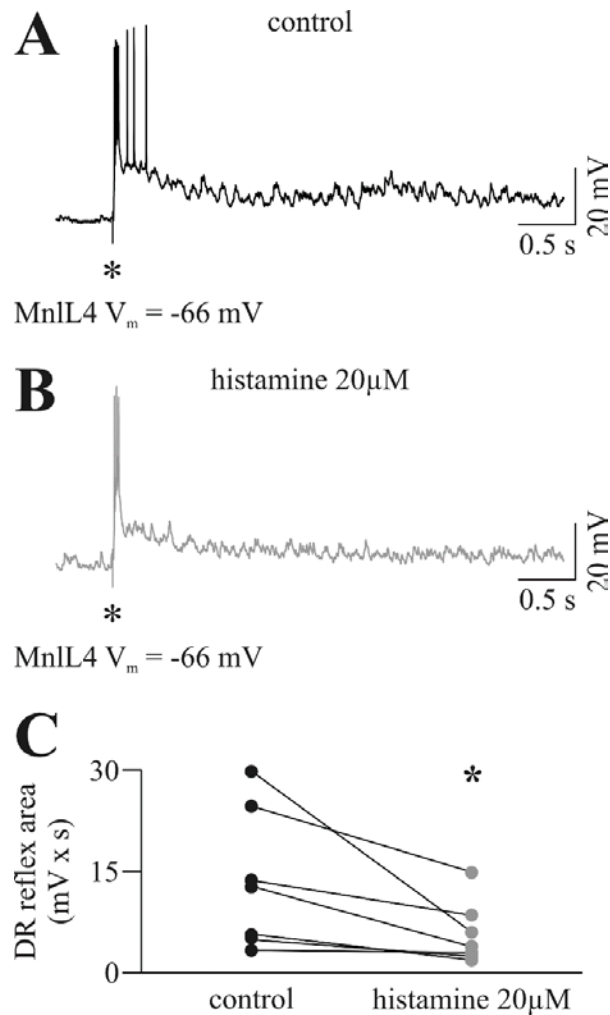 A
control
20 mV
0.5 s
*
MnlL4 Vm = -66 mV
B
histamine 20µM
20 mV
0.5 s
*
MnlL4 Vm = -66 mV
C
*
DR reflex area
(mV x s)
30
15
0
control histamine 20µM